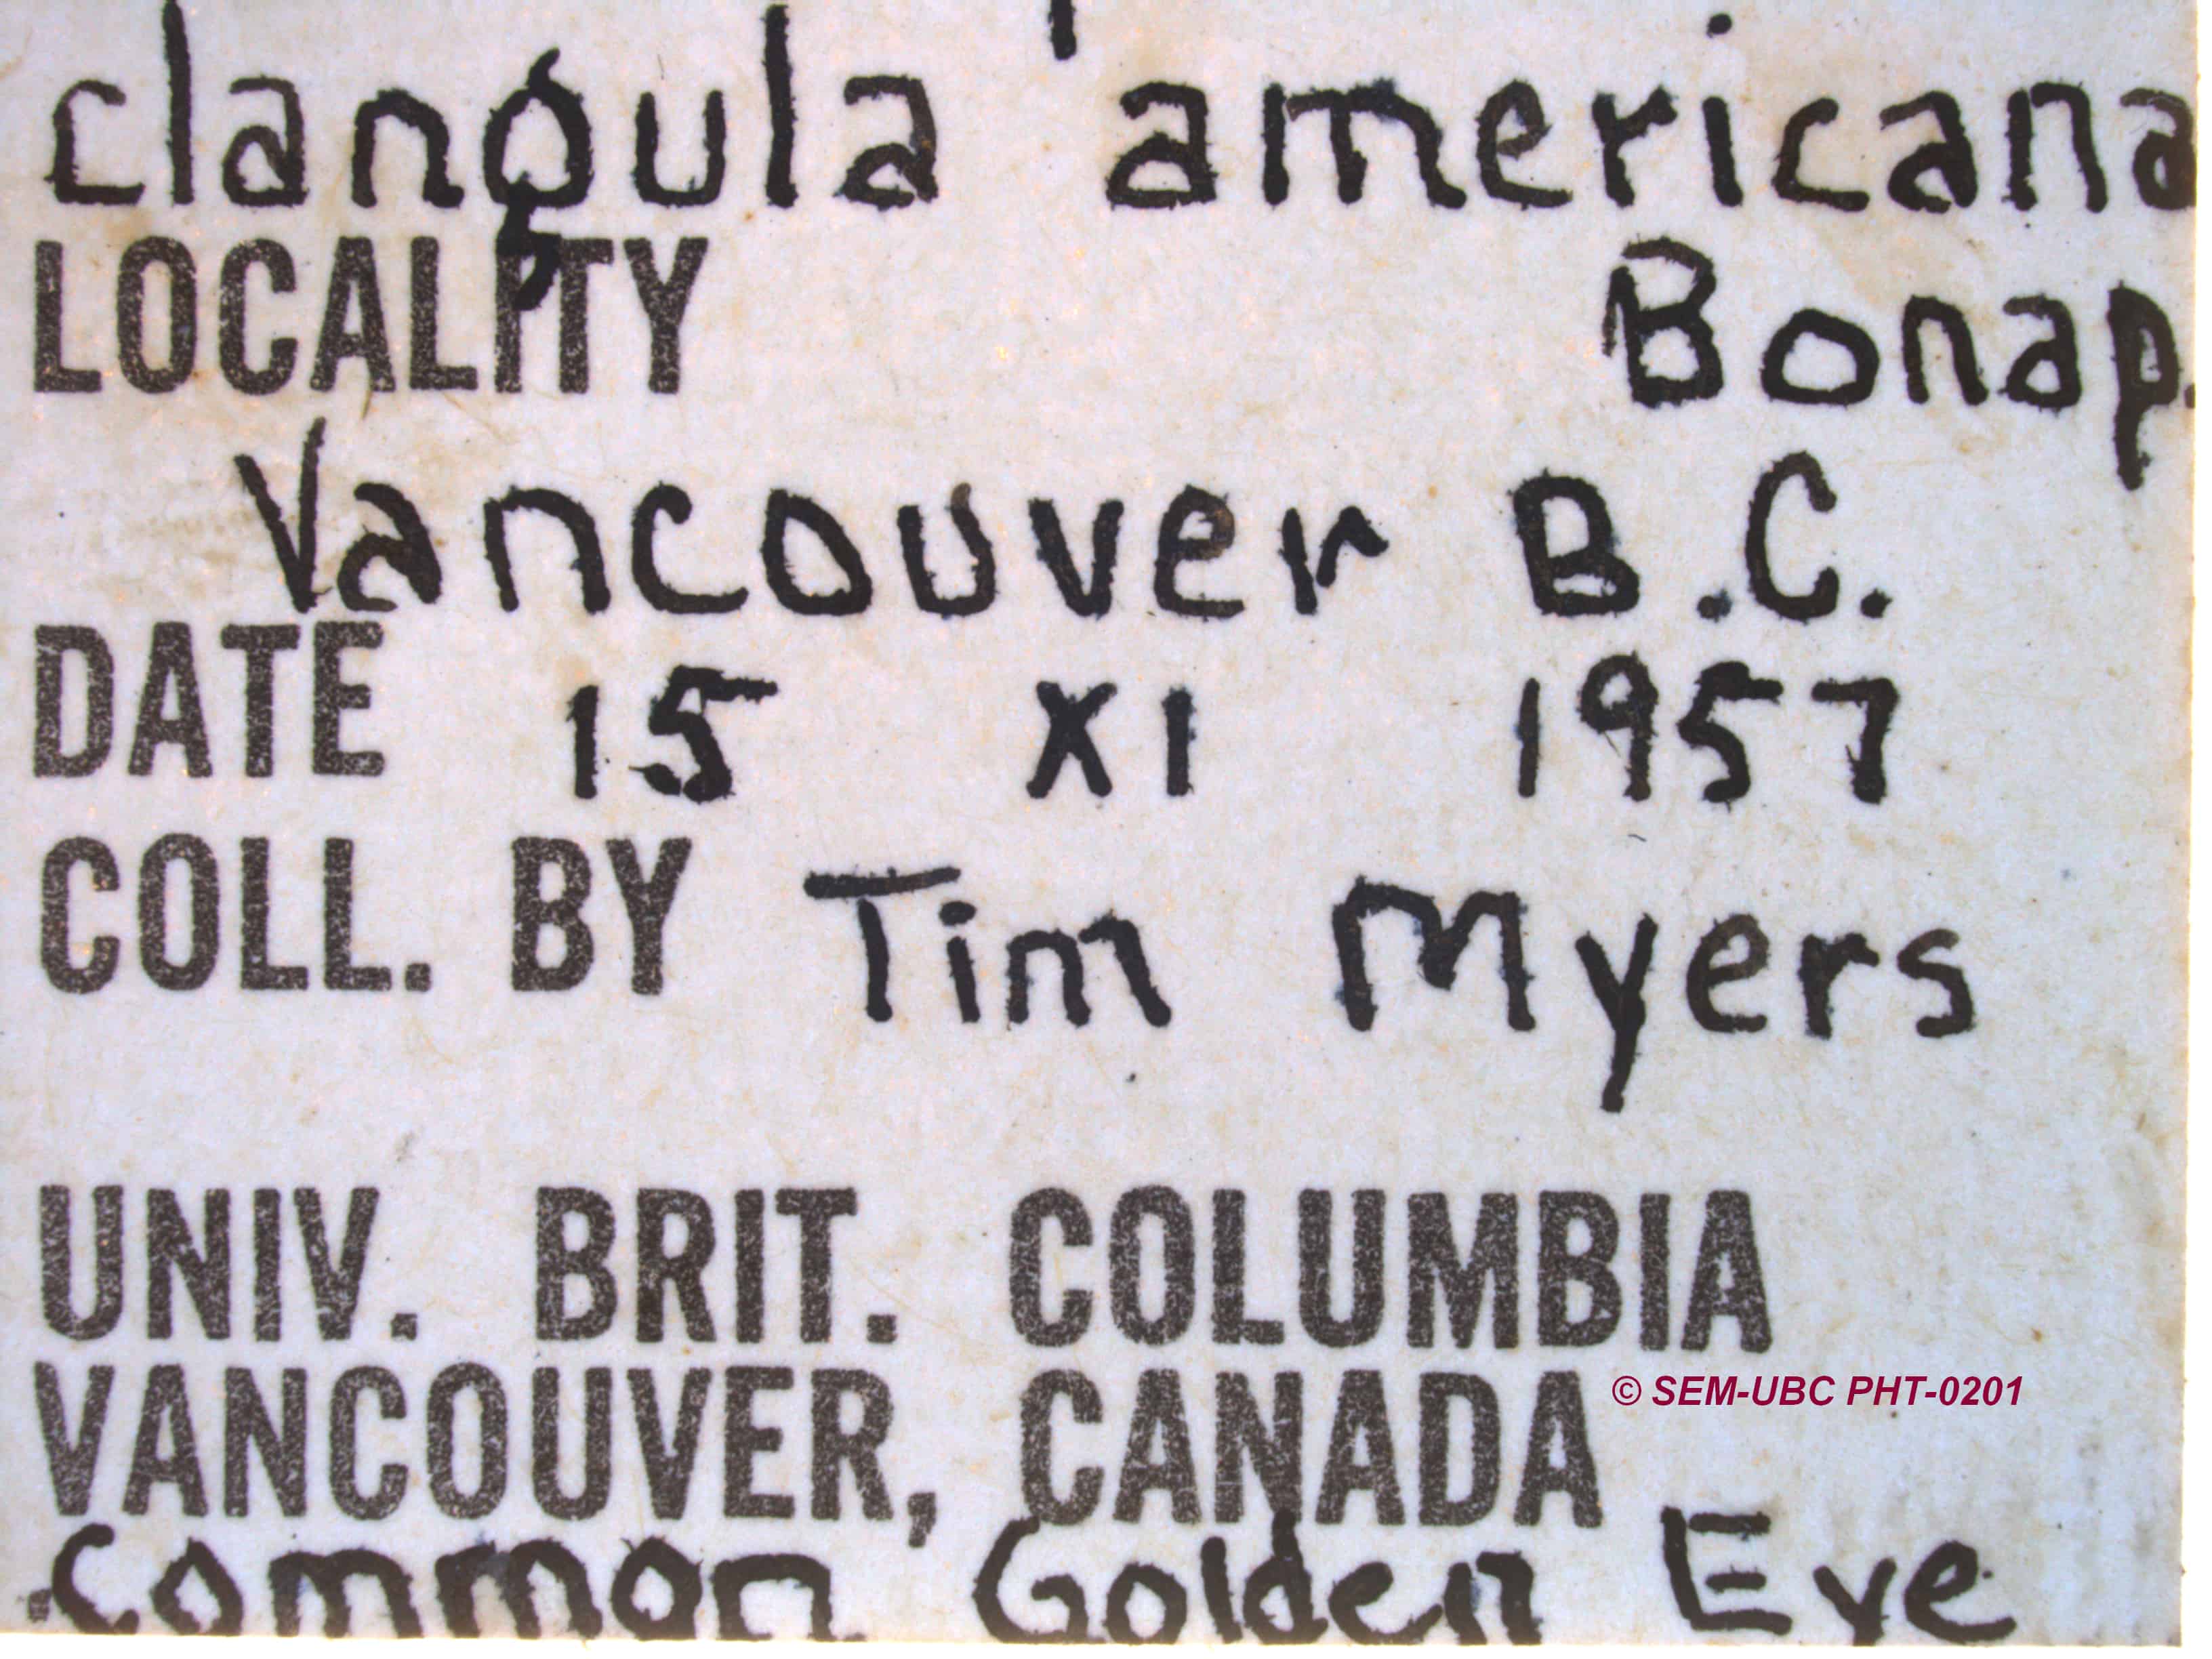 clangula americana
LOCALITY Bonap.
Vancouver B.C.
DATE 15 XI 1957
COLL. BY Tim Myers
UNIV. BRIT. COLUMBIA
VANCOUVER, CANADA
© SEM-UBC PHT-0201
Common Golden Eye